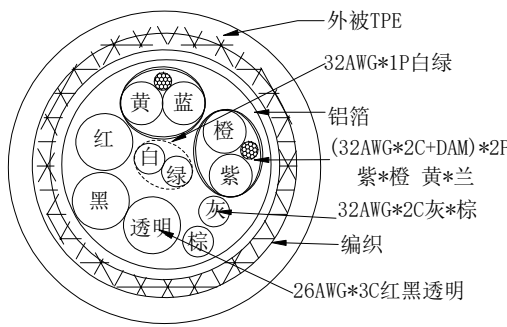 外被TPE
32AWG*1P白绿
铝箔
(32AWG*2C+DAM)*2P
紫*橙 黄*兰
32AWG*2C灰*棕
编织
26AWG*3C红黑透明
黄
蓝
红
橙
白
绿
紫
黑
灰
透明
棕